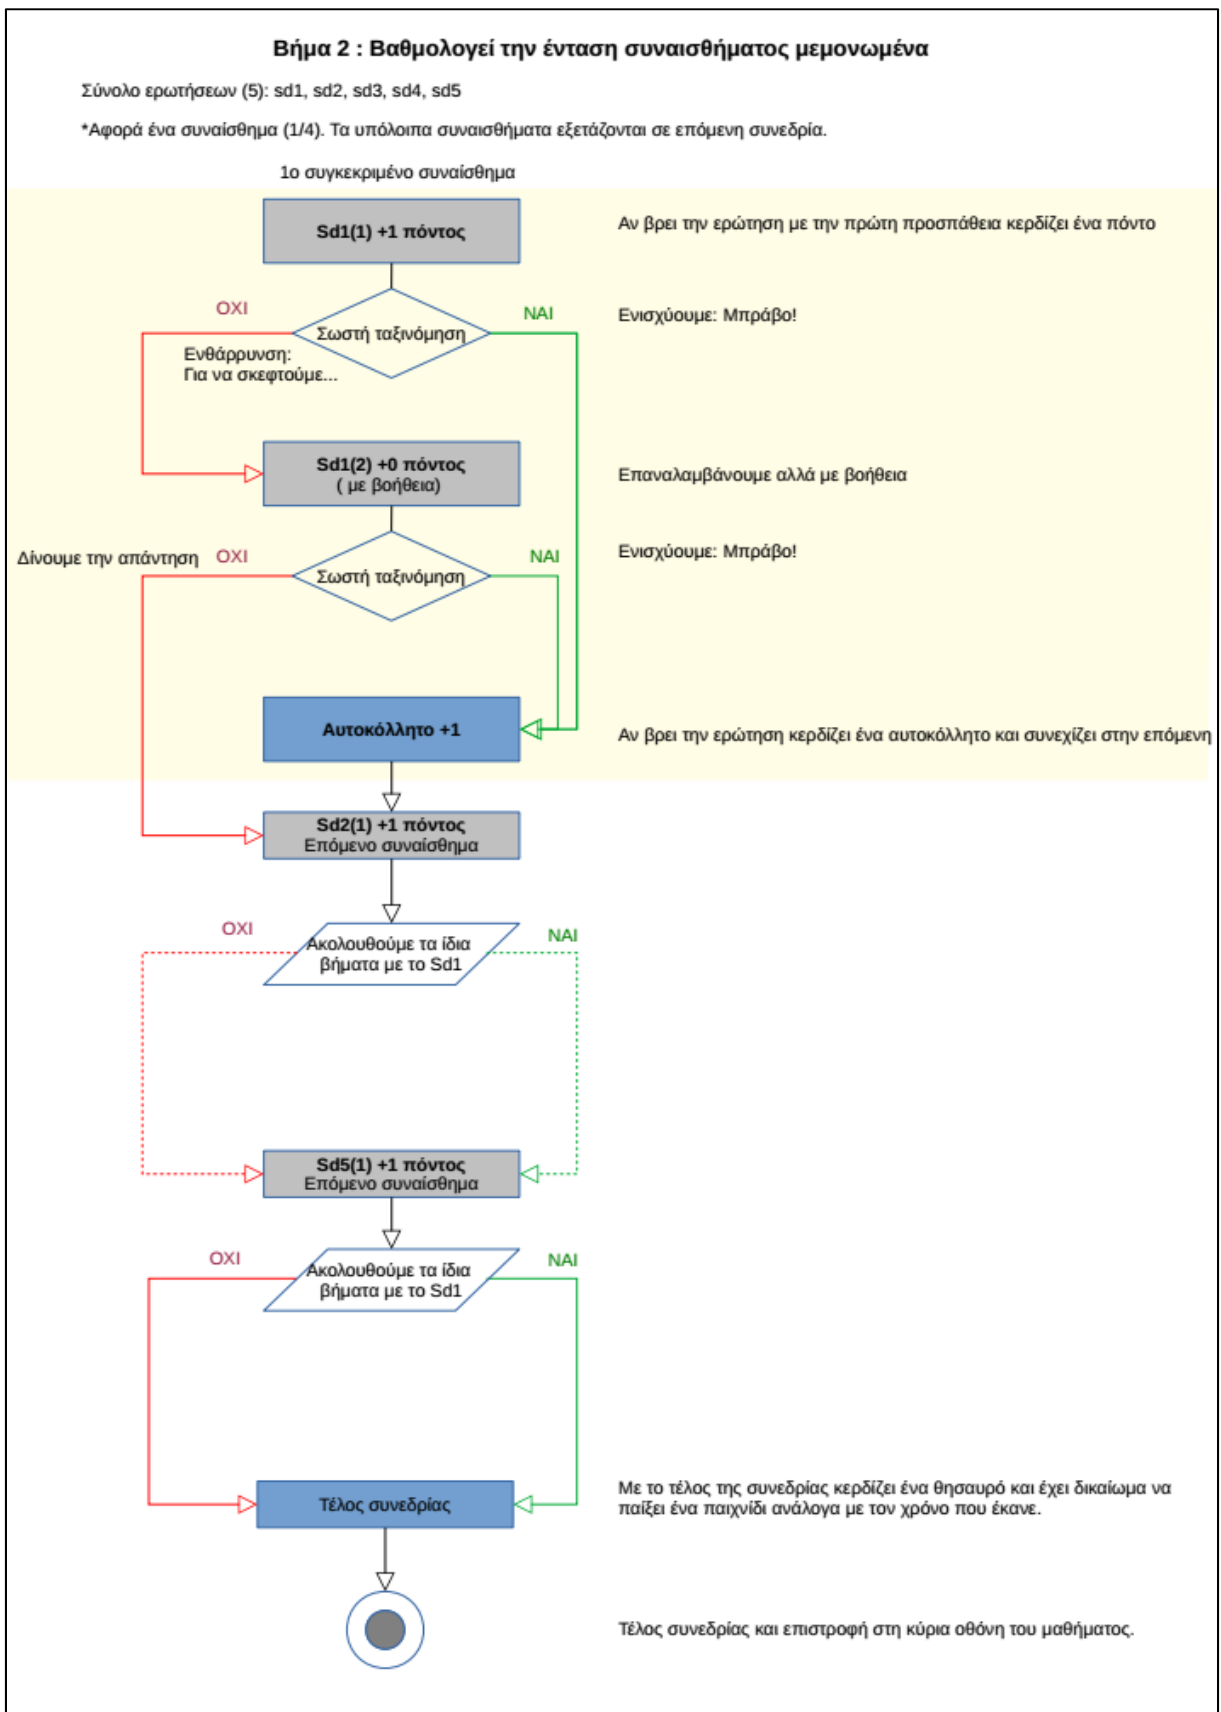 Βήμα 2 : Βαθμολογεί την ένταση συναισθήματος μεμονωμένα
Σύνολο ερωτήσεων (5): sd1, sd2, sd3, sd4, sd5
*Αφορά ένα συναίσθημα (1/4). Τα υπόλοιπα συναισθήματα εξετάζονται σε επόμενη συνεδρία.
1ο συγκεκριμένο συναίσθημα
Sd1(1) +1 πόντος
Αν βρει την ερώτηση με την πρώτη προσπάθεια κερδίζει ένα πόντο
ΟΧΙ
ΝΑΙ
Ενισχύουμε: Μπράβο!
Σωστή ταξινόμηση
Ενθάρρυνση:
Για να σκεφτούμε...
Sd1(2) +0 πόντος
( με βοήθεια)
Επαναλαμβάνουμε αλλά με βοήθεια
Δίνουμε την απάντηση
ΟΧΙ
ΝΑΙ
Ενισχύουμε: Μπράβο!
Σωστή ταξινόμηση
Αυτοκόλλητο +1
Αν βρει την ερώτηση κερδίζει ένα αυτοκόλλητο και συνεχίζει στην επόμενη
Sd2(1) +1 πόντος
Επόμενο συναίσθημα
ΟΧΙ
ΝΑΙ
Ακολουθούμε τα ίδια
βήματα με το Sd1
Sd5(1) +1 πόντος
Επόμενο συναίσθημα
ΟΧΙ
ΝΑΙ
Ακολουθούμε τα ίδια
βήματα με το Sd1
Τέλος συνεδρίας
Με το τέλος της συνεδρίας κερδίζει ένα θησαυρό και έχει δικαίωμα να
παίξει ένα παιχνίδι ανάλογα με τον χρόνο που έκανε.
Τέλος συνεδρίας και επιστροφή στη κύρια οθόνη του μαθήματος.